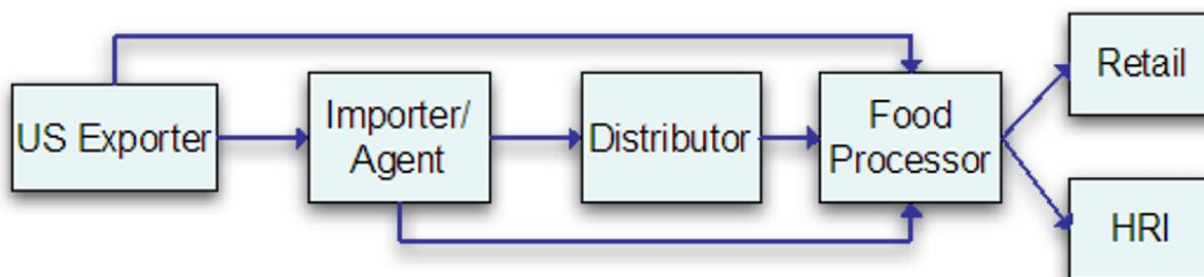 US Exporter
Importer/
Agent
Distributor
Food
Processor
Retail
HRI